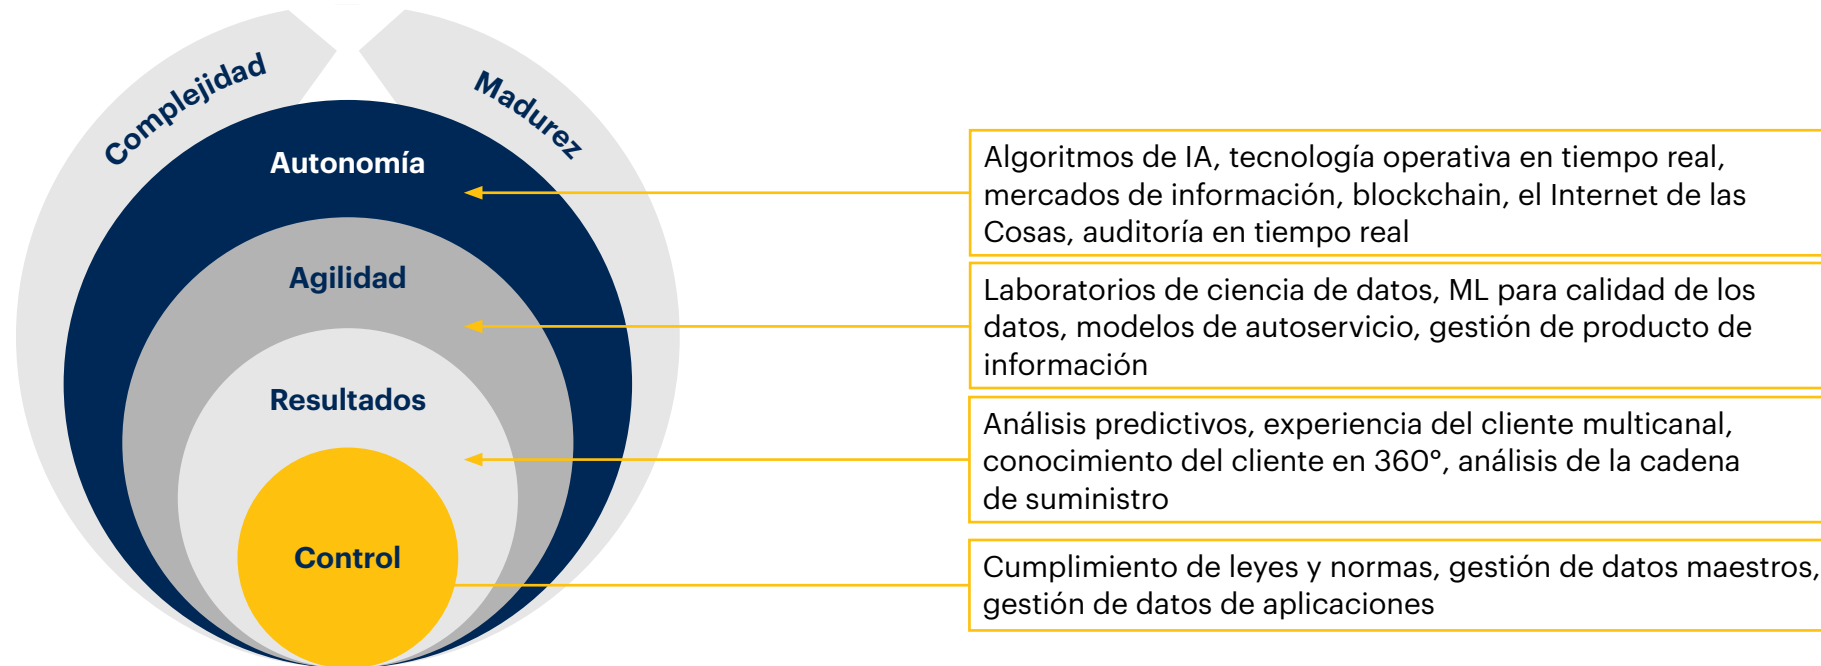 Complejidad
Madurez
Autonomía
Algoritmos de IA, tecnología operativa en tiempo real,
mercados de información, blockchain, el Internet de las
Cosas, auditoría en tiempo real
Agilidad
Laboratorios de ciencia de datos, ML para calidad de los
datos, modelos de autoservicio, gestión de producto de
información
Resultados
Análisis predictivos, experiencia del cliente multicanal,
conocimiento del cliente en 360°, análisis de la cadena
de suministro
Control
Cumplimiento de leyes y normas, gestión de datos maestros,
gestión de datos de aplicaciones